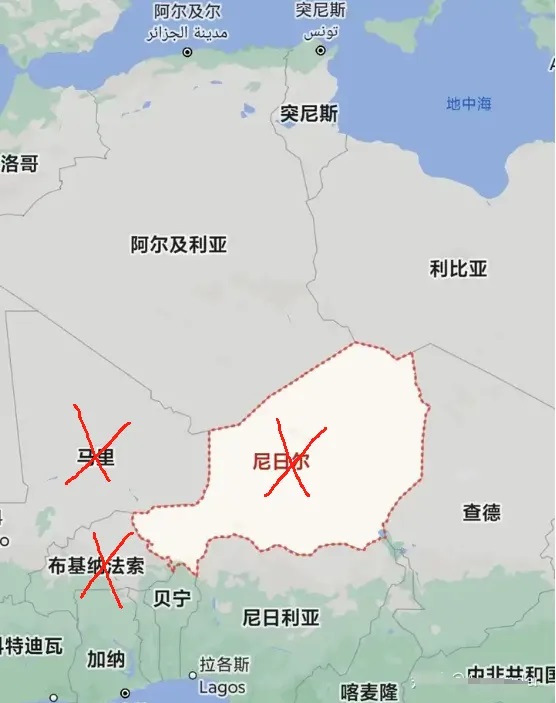 阿尔及尔
مدينة الجزائر
突尼斯
تونس
突尼斯
地中海
洛哥
阿尔及利亚
利比亚
马里
尼日尔
查德
布基纳法索
贝宁
尼日利亚
科特迪瓦
加纳
拉各斯
Lagos
喀麦隆
中非共和国